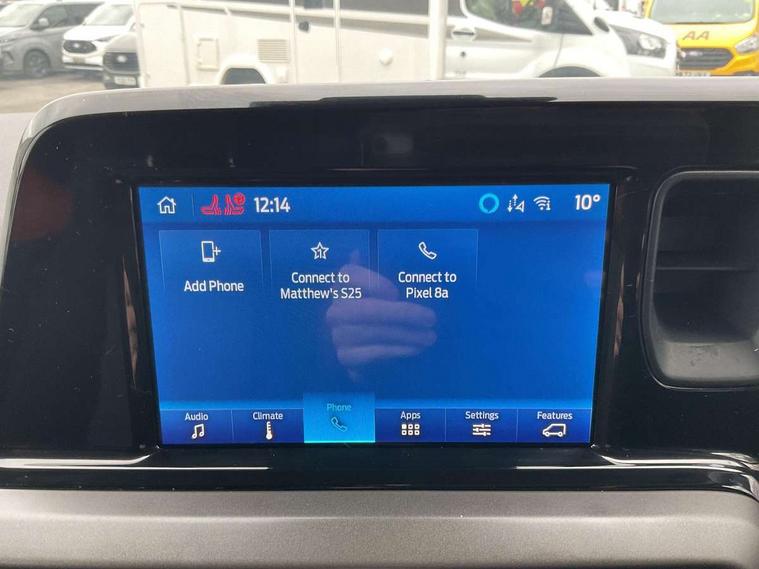 AA
12:14
10°
Add Phone
Connect to
Matthew's S25
Connect to
Pixel 8a
Audio
Climate
Phone
Apps
Settings
Features